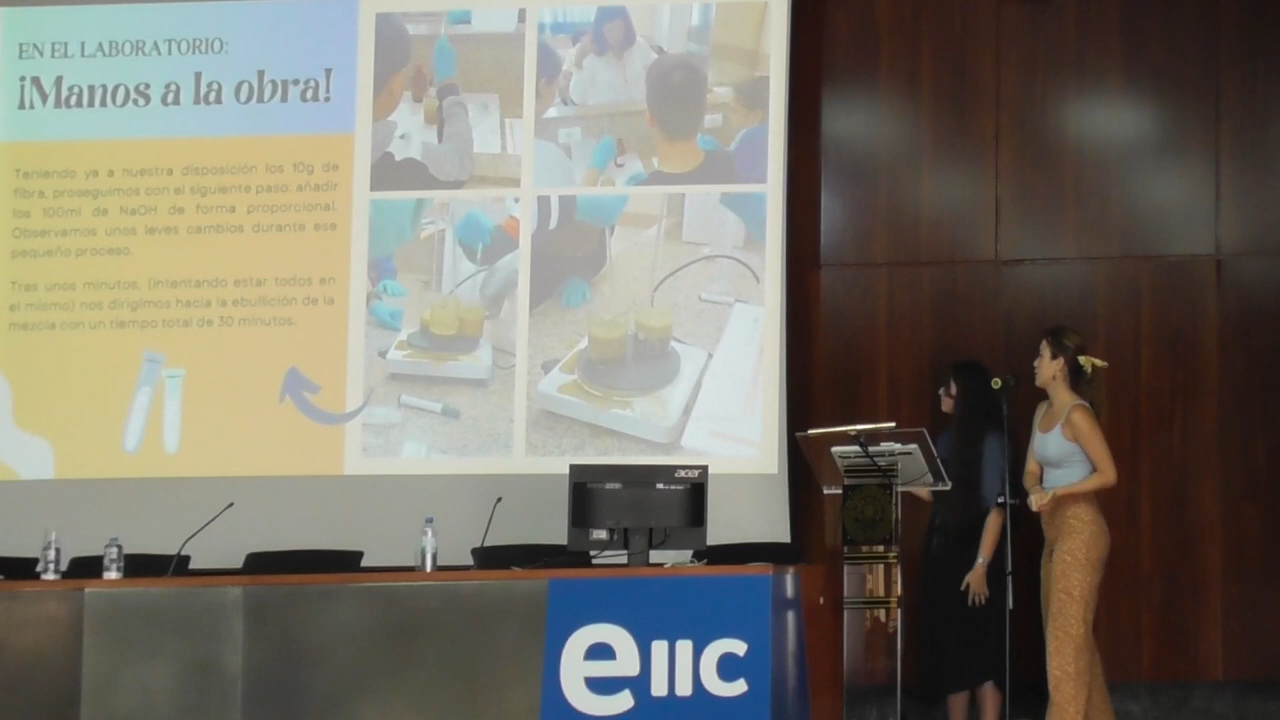 EN EL LABORATORIO:
¡Manos a la obra!
Teniendo ya a nuestra disposición los 10g de
fibra, proseguimos con el siguiente paso: añadir
los 100ml de NaOH de forma proporcional.
Observamos unos leves cambios durante ese
pequeño proceso.
Tras unos minutos, (intentando estar todos en
el mismo) nos dirigimos hacia la ebullición de la
mezcla con un tiempo total de 30 minutos.
acer
eIIC